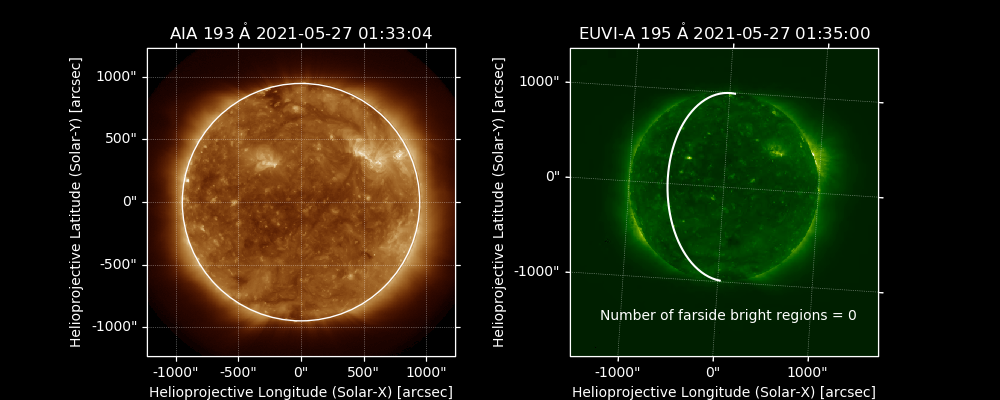 AIA 193 Å 2021-05-27 01:33:04
EUVI-A 195 Å 2021-05-27 01:35:00
Helioprojective Latitude (Solar-Y) [arcsec]
1000"
500"
0"
-500"
-1000"
-1000"
-500"
0"
500"
1000"
Helioprojective Longitude (Solar-X) [arcsec]
Helioprojective Latitude (Solar-Y) [arcsec]
1000"
0"
-1000"
Number of farside bright regions = 0
-1000"
0"
1000"
Helioprojective Longitude (Solar-X) [arcsec]